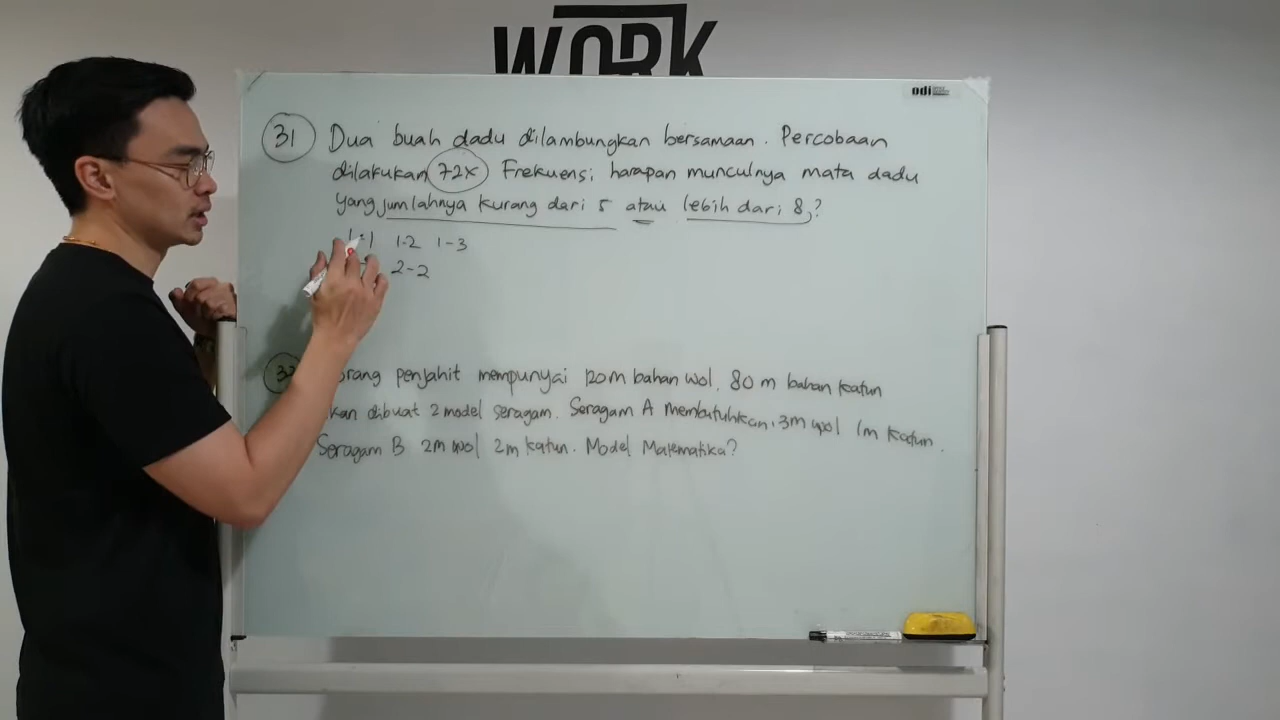 WORK
odi
31 Dua buah dadu dilambungkan bersamaan. Percobaan
dilakukan 72x Frekuensi harapan munculnya mata dadu
yang jumlahnya kurang dari 5 atau lebih dari 8?
1-1 1-2 1-3
2-2
penjahit mempunyai 120m bahan wol, 80 m bahan katun
dibuat 2 model seragam. Seragam A membutuhkan 3m wol 1m katun.
Seragam B 2m wol 2m katun. Model Matematika?